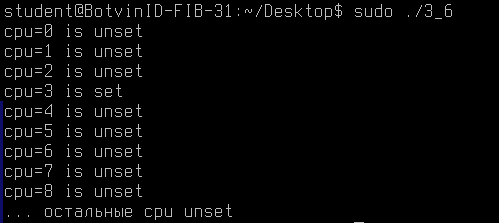 student@BotvinID-FIB-31:~/Desktop$ sudo ./3_6
cpu=0 is unset
cpu=1 is unset
cpu=2 is unset
cpu=3 is set
cpu=4 is unset
cpu=5 is unset
cpu=6 is unset
cpu=7 is unset
cpu=8 is unset
... остальные cpu unset